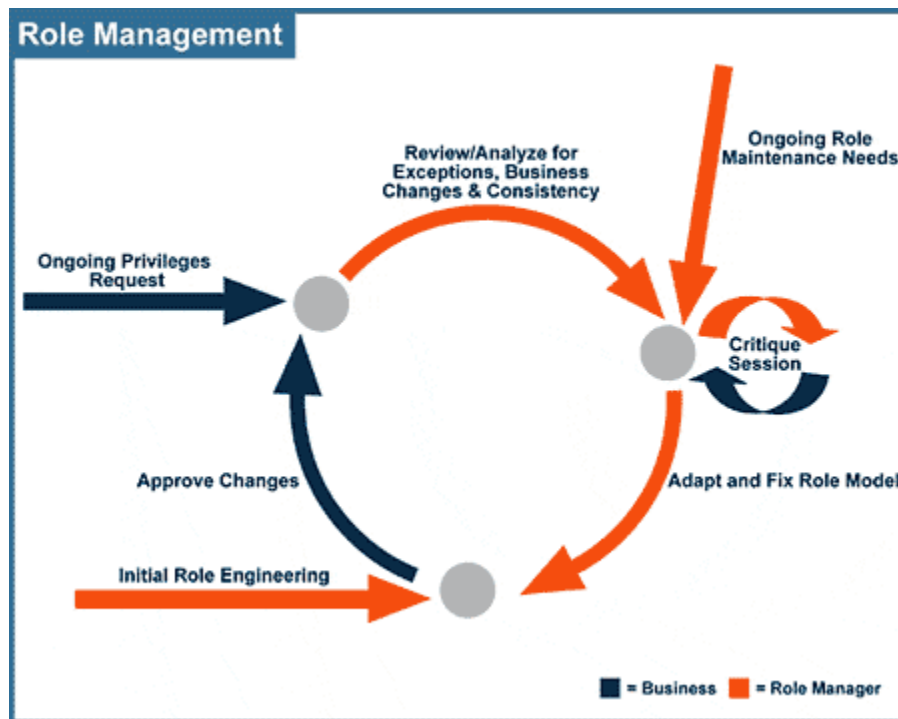 Role Management
Review/Analyze for
Exceptions, Business
Changes & Consistency
Ongoing Role
Maintenance Needs
Ongoing Privileges
Request
Critique
Session
Approve Changes
Adapt and Fix Role Model
Initial Role Engineering
= Business
= Role Manager